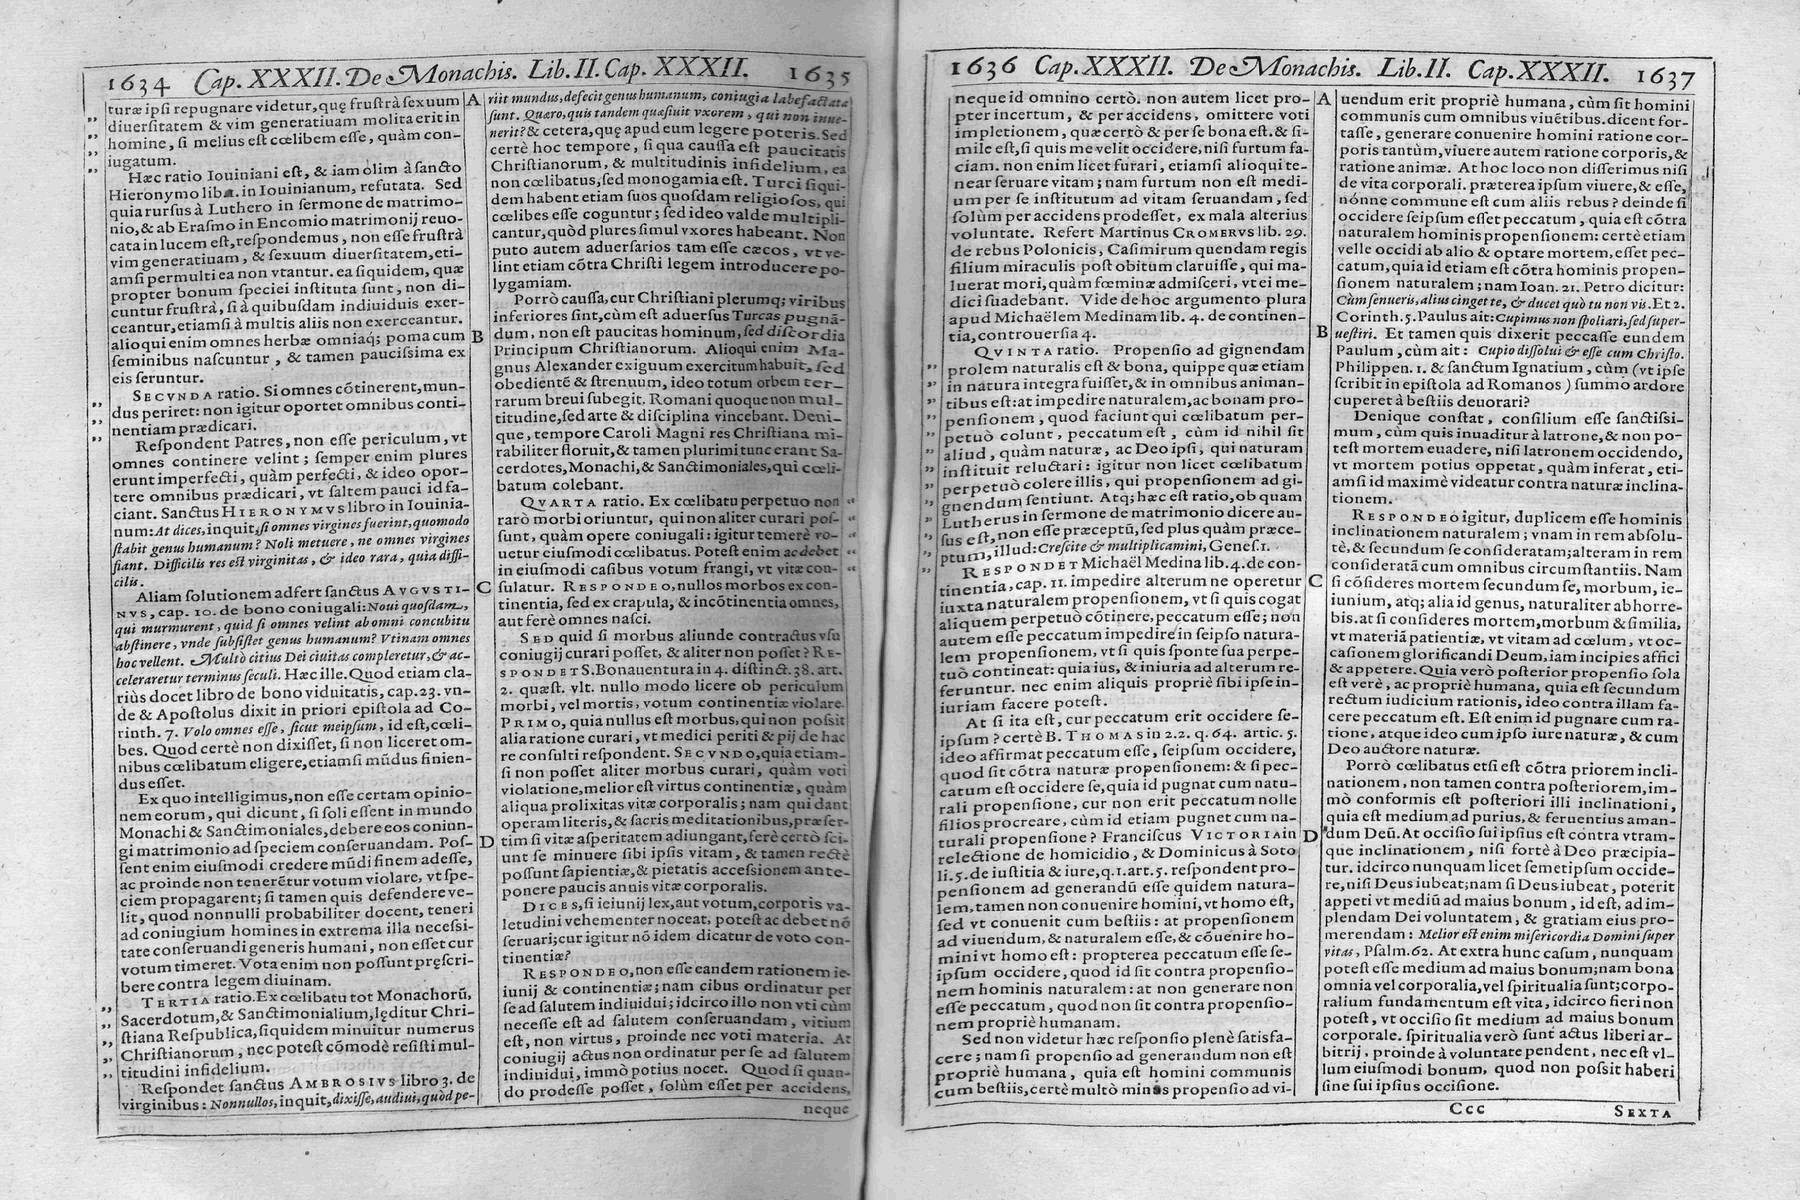 1634 Cap. XXXII. De Monachis. Lib. II. Cap. XXXII. 1635
turæ ipſi repugnare videtur, quę fruſtrà ſexuum
diuerſitatem & vim generatiuam molita erit in
homine, ſi melius eſt cœlibem eſſe, quàm con-
iugatum.
Hæc ratio Iouiniani eſt, & iam olim à ſancto
Hieronymo lib. in Iouinianum, refutata. Sed
quia rurſus à Luthero in ſermone de matrimo-
nio, & ab Eraſmo in Encomio matrimonij reuo-
cata in lucem eſt, reſpondemus, non eſſe fruſtrà
vim generatiuam, & ſexuum diuerſitatem, eti-
amſi permulti ea non vtantur. ea ſiquidem, quæ
propter bonum ſpeciei inſtituta ſunt, non di-
cuntur fruſtrà, ſi à quibuſdam indiuiduis exer-
ceantur, etiamſi à multis aliis non exerceantur.
alioqui enim omnes herbæ omniaq; poma cum
ſeminibus naſcuntur, & tamen pauciſſima ex
eis ſeruntur.
SECVNDA ratio. Si omnes cõtinerent, mun-
dus periret: non igitur oportet omnibus conti-
nentiam prædicari.
Reſpondent Patres, non eſſe periculum, vt
omnes continere velint; ſemper enim plures
erunt imperfecti, quàm perfecti, & ideo opor-
tere omnibus prædicari, vt ſaltem pauci id fa-
ciant. Sanctus HIERONYMVS libro in Iouinia-
num: At dices, inquit, ſi omnes virgines fuerint, quomodo
ſtabit genus humanum? Noli metuere, ne omnes virgines
fiant. Difficilis res eſt virginitas, & ideo rara, quia diffi-
cilis.
Aliam ſolutionem adfert ſanctus AVGVSTI-
NVS, cap. 10. de bono coniugali: Noui quoſdam,
qui murmurent, quid ſi omnes velint ab omni concubitu
abſtinere, vnde ſubſiſtet genus humanum? Vtinam omnes
hoc vellent. Multò citius Dei ciuitas compleretur, & ac-
celeraretur terminus ſeculi. Hæc ille. Quod etiam cla-
riùs docet libro de bono viduitatis, cap. 23. vn-
de & Apoſtolus dixit in priori epiſtola ad Co-
rinth. 7. Volo omnes eſſe, ſicut meipſum, id eſt, cœli-
bes. Quod certè non dixiſſet, ſi non liceret om-
nibus cœlibatum eligere, etiamſi mũdus finien-
dus eſſet.
Ex quo intelligimus, non eſſe certam opinio-
nem eorum, qui dicunt, ſi ſoli eſſent in mundo
Monachi & Sanctimoniales, debere eos coniun-
gi matrimonio ad ſpeciem conſeruandam. Poſ-
ſent enim eiuſmodi credere mũdi finem adeſſe,
ac proinde non tenerẽtur votum violare, vt ſpe-
ciem propagarent; ſi tamen quis defendere ve-
lit, quod nonnulli probabiliter docent, teneri
ad coniugium homines in extrema illa neceſſi-
tate conſeruandi generis humani, non eſſet cur
votum timeret. Vota enim non poſſunt pręſcri-
bere contra legem diuinam.
TERTIA ratio. Ex cœlibatu tot Monachorũ,
Sacerdotum, & Sanctimonialium, lęditur Chri-
ſtiana Reſpublica, ſiquidem minuitur numerus
Chriſtianorum, nec poteſt cõmodè reſiſti mul-
titudini infidelium.
Reſpondet ſanctus AMBROSIVS libro 3. de
virginibus: Nonnullos, inquit, dixiſſe, audiui, quòd pe-
A
B
C
D
riit mundus, defecit genus humanum, coniugia labefactata
ſunt. Quæro, quis tandem quæſiuit vxorem, qui non inue-
nerit? & cetera, quę apud eum legere poteris. Sed
certè hoc tempore, ſi qua cauſſa eſt paucitatis
Chriſtianorum, & multitudinis infidelium, ea
non cœlibatus, ſed monogamia eſt. Turci ſiqui-
dem habent etiam ſuos quoſdam religioſos, qui
cœlibes eſſe coguntur; ſed ideo valde multipli-
cantur, quòd plures ſimul vxores habeant. Non
puto autem aduerſarios tam eſſe cæcos, vt ve-
lint etiam cõtra Chriſti legem introducere po-
lygamiam.
Porrò cauſſa, cur Chriſtiani plerumq; viribus
inferiores ſint, cùm eſt aduerſus Turcas pugnã-
dum, non eſt paucitas hominum, ſed diſcordia
Principum Chriſtianorum. Alioqui enim Ma-
gnus Alexander exiguum exercitum habuit, ſed
obedientẽ & ſtrenuum, ideo totum orbem ter-
rarum breui ſubegit. Romani quoque non mul-
titudine, ſed arte & diſciplina vincebant. Deni-
que, tempore Caroli Magni res Chriſtiana mi-
rabiliter floruit, & tamen plurimi tunc erant Sa-
cerdotes, Monachi, & Sanctimoniales, qui cœli-
batum colebant.
QVARTA ratio. Ex cœlibatu perpetuo non
rarò morbi oriuntur, qui non aliter curari poſ-
ſunt, quàm opere coniugali: igitur temerè vo-
uetur eiuſmodi cœlibatus. Poteſt enim ac debet
in eiuſmodi caſibus votum frangi, vt vitæ con-
ſulatur. RESPONDEO, nullos morbos ex con-
tinentia, ſed ex crapula, & incõtinentia omnes,
aut ferè omnes naſci.
SED quid ſi morbus aliunde contractus vſu
coniugij curari poſſet, & aliter non poſſet? RE-
SPONDET S. Bonauentura in 4. diſtinct. 38. art.
2. quæſt. vlt. nullo modo licere ob periculum
morbi, vel mortis, votum continentiæ violare.
PRIMO, quia nullus eſt morbus, qui non poſſit
alia ratione curari, vt medici periti & pij de hac
re conſulti reſpondent. SECVNDO, quia etiam-
ſi non poſſet aliter morbus curari, quàm voti
violatione, melior eſt virtus continentiæ, quàm
aliqua prolixitas vitæ corporalis; nam qui dant
operam literis, & ſacris meditationibus, præſer-
tim ſi vitæ aſperitatem adiungant, ferè certò ſci-
unt ſe minuere ſibi ipſis vitam, & tamen rectè
poſſunt ſapientiæ, & pietatis acceſſionem ante-
ponere paucis annis vitæ corporalis.
DICES, ſi ieiunij lex, aut votum, corporis va-
letudini vehementer noceat, poteſt ac debet nõ
ſeruari; cur igitur nõ idem dicatur de voto con-
tinentiæ?
RESPONDEO, non eſſe eandem rationem ie-
iunij & continentiæ; nam cibus ordinatur per
ſe ad ſalutem indiuidui; idcirco illo non vti cùm
neceſſe eſt ad ſalutem conſeruandam, vitium
eſt, non virtus, proinde nec voti materia. At
coniugij actus non ordinatur per ſe ad ſalutem
indiuidui, immò potius nocet. Quod ſi quan-
do prodeſſe poſſet, ſolùm eſſet per accidens,
neque
1636 Cap. XXXII. De Monachis. Lib. II. Cap. XXXII. 1637
neque id omnino certò. non autem licet pro-
pter incertum, & per accidens, omittere voti
impletionem, quæ certò & per ſe bona eſt. & ſi-
mile eſt, ſi quis me velit occidere, niſi furtum fa-
ciam. non enim licet furari, etiamſi alioqui te-
near ſeruare vitam; nam furtum non eſt medi-
um per ſe inſtitutum ad vitam ſeruandam, ſed
ſolùm per accidens prodeſſet, ex mala alterius
voluntate. Refert Martinus CROMERVS lib. 29.
de rebus Polonicis, Caſimirum quendam regis
filium miraculis poſt obitum claruiſſe, qui ma-
luerat mori, quàm fœminæ admiſceri, vt ei me-
dici ſuadebant. Vide de hoc argumento plura
apud Michaëlem Medinam lib. 4. de continen-
tia, controuerſia 4.
QVINTA ratio. Propenſio ad gignendam
prolem naturalis eſt & bona, quippe quæ etiam
in natura integra fuiſſet, & in omnibus animan-
tibus eſt: at impedire naturalem, ac bonam pro-
penſionem, quod faciunt qui cœlibatum per-
petuò colunt, peccatum eſt, cùm id nihil ſit
aliud, quàm naturæ, ac Deo ipſi, qui naturam
inſtituit reluctari: igitur non licet cœlibatum
perpetuò colere illis, qui propenſionem ad gi-
gnendum ſentiunt. Atq; hæc eſt ratio, ob quam
Lutherus in ſermone de matrimonio dicere au-
ſus eſt, non eſſe præceptũ, ſed plus quàm præce-
ptum, illud: Creſcite & multiplicamini, Geneſ. 1.
RESPONDET Michaël Medina lib. 4. de con-
tinentia, cap. 11. impedire alterum ne operetur
iuxta naturalem propenſionem, vt ſi quis cogat
aliquem perpetuò cõtinere, peccatum eſſe; non
autem eſſe peccatum impedire in ſeipſo natura-
lem propenſionem, vt ſi quis ſponte ſua perpe-
tuò contineat: quia ius, & iniuria ad alterum re-
feruntur. nec enim aliquis propriè ſibi ipſe in-
iuriam facere poteſt.
At ſi ita eſt, cur peccatum erit occidere ſe-
ipſum? certè B. THOMAS in 2.2. q. 64. artic. 5.
ideo affirmat peccatum eſſe, ſeipſum occidere,
quod ſit cõtra naturæ propenſionem: & ſi pec-
catum eſt occidere ſe, quia id pugnat cum natu-
rali propenſione, cur non erit peccatum nolle
filios procreare, cùm id etiam pugnet cum na-
turali propenſione? Franciſcus VICTORIA in
relectione de homicidio, & Dominicus à Soto
li. 5. de iuſtitia & iure, q. 1. art. 5. reſpondent pro-
penſionem ad generandũ eſſe quidem natura-
lem, tamen non conuenire homini, vt homo eſt,
ſed vt conuenit cum beſtiis: at propenſionem
ad viuendum, & naturalem eſſe, & cõuenire ho-
mini vt homo eſt: propterea peccatum eſſe ſe-
ipſum occidere, quod id ſit contra propenſio-
nem hominis naturalem: at non generare non
eſſe peccatum, quod non ſit contra propenſio-
nem propriè humanam.
Sed non videtur hæc reſponſio plenè ſatisfa-
cere; nam ſi propenſio ad generandum non eſt
propriè humana, quia eſt homini communis
cum beſtiis, certè multò minùs propenſio ad vi-
A
B
C
D
uendum erit propriè humana, cùm ſit homini
communis cum omnibus viuẽtibus. dicent for-
taſſe, generare conuenire homini ratione cor-
poris tantùm, viuere autem ratione corporis, &
ratione animæ. At hoc loco non differimus niſi
de vita corporali. præterea ipſum viuere, & eſſe,
nónne commune eſt cum aliis rebus? deinde ſi
occidere ſeipſum eſſet peccatum, quia eſt cõtra
naturalem hominis propenſionem: certè etiam
velle occidi ab alio & optare mortem, eſſet pec-
catum, quia id etiam eſt cõtra hominis propen-
ſionem naturalem; nam Ioan. 21. Petro dicitur:
Cùm ſenueris, alius cinget te, & ducet quò tu non vis. Et 2.
Corinth. 5. Paulus ait: Cupimus non ſpoliari, ſed ſuper-
ueſtiri. Et tamen quis dixerit peccaſſe eundem
Paulum, cùm ait: Cupio diſſolui & eſſe cum Chriſto.
Philippen. 1. & ſanctum Ignatium, cùm (vt ipſe
ſcribit in epiſtola ad Romanos) ſummo ardore
cuperet à beſtiis deuorari?
Denique conſtat, conſilium eſſe ſanctiſſi-
mum, cùm quis inuaditur à latrone, & non po-
teſt mortem euadere, niſi latronem occidendo,
vt mortem potius oppetat, quàm inferat, eti-
amſi id maximè videatur contra naturæ inclina-
tionem.
RESPONDEO igitur, duplicem eſſe hominis
inclinationem naturalem; vnam in rem abſolu-
tè, & ſecundum ſe conſideratam; alteram in rem
conſideratã cum omnibus circumſtantiis. Nam
ſi cõſideres mortem ſecundum ſe, morbum, ie-
iunium, atq; alia id genus, naturaliter abhorre-
bis. at ſi conſideres mortem, morbum & ſimilia,
vt materiã patientiæ, vt vitam ad cœlum, vt oc-
caſionem glorificandi Deum, iam incipies affici
& appetere. Quia verò poſterior propenſio ſola
eſt verè, ac propriè humana, quia eſt ſecundum
rectum iudicium rationis, ideo contra illam fa-
cere peccatum eſt. Eſt enim id pugnare cum ra-
tione, atque ideo cum ipſo iure naturæ, & cum
Deo auctore naturæ.
Porrò cœlibatus etſi eſt cõtra priorem incli-
nationem, non tamen contra poſteriorem, im-
mò conformis eſt poſteriori illi inclinationi,
quia eſt medium ad purius, & feruentius aman-
dum Deũ. At occiſio ſui ipſius eſt contra vtram-
que inclinationem, niſi fortè à Deo præcipia-
tur. idcirco nunquam licet ſemetipſum occide-
re, niſi Deus iubeat; nam ſi Deus iubeat, poterit
appeti vt mediũ ad maius bonum, id eſt, ad im-
plendam Dei voluntatem, & gratiam eius pro-
merendam: Melior eſt enim miſericordia Domini ſuper
vitas, Pſalm. 62. At extra hunc caſum, nunquam
poteſt eſſe medium ad maius bonum; nam bona
omnia vel corporalia, vel ſpiritualia ſunt; corpo-
ralium fundamentum eſt vita, idcirco fieri non
poteſt, vt occiſio ſit medium ad maius bonum
corporale. ſpiritualia verò ſunt actus liberi ar-
bitrij, proinde à voluntate pendent, nec eſt vl-
lum eiuſmodi bonum, quod non poſſit haberi
ſine ſui ipſius occiſione.
Ccc SEXTA